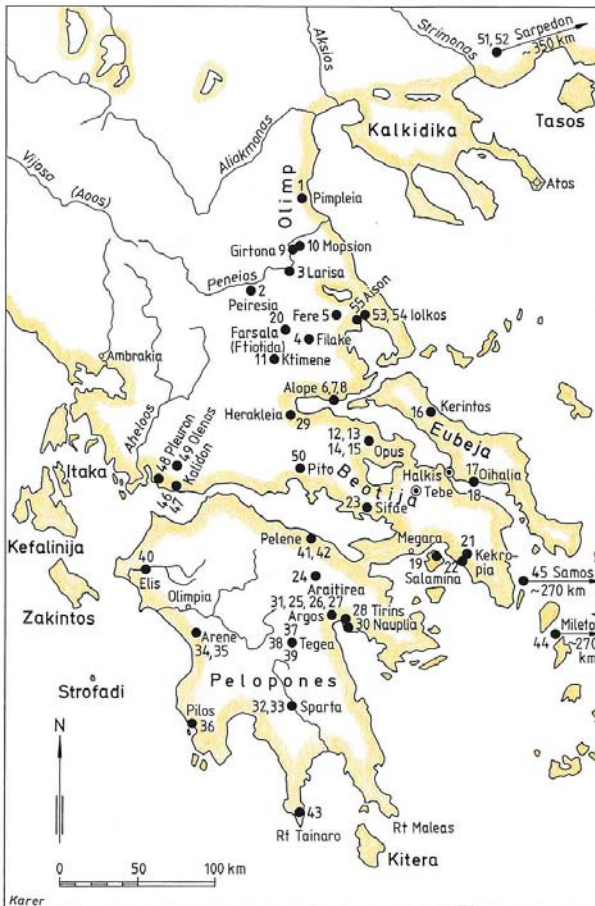 51,52 Sarpedan
~350 km
Strimonas
Aksios
Aliakmonas
Kalkidika
Tasos
Atos
Vijosa
(Aoos)
Olimp
1
Pimpleia
Girtona 9
10 Mopsion
3 Larisa
Peneios
2
Peiresia
55 Aison
Fere 5
53, 54 Iolkos
20
Farsala
(Ftiotida)
4 Filake
11 Ktimene
Ambrakia
Alope 6,7,8
Herakleia
29
16 Kerintos
Eubeja
12, 13
14, 15
Opus
Aheloos
48 Pleuron
49 Olenos
Kalidon
46
47
50
Pito
Beotija
Halkis
Tebe
17
Oihalia
18
23
Sifae
Itaka
Kefalinija
Zakintos
Pelene
41, 42
Megara
19
Salamina
21
Kekro-
pia
22
40
Elis
24
Araitirea
45 Samos
~270 km
Olimpia
31, 25, 26, 27
Argos
28 Tirins
30 Nauplia
Milet
44
~270
km
Arene
34, 35
37
38
39
Tegea
Strofadi
Pelopones
Pilos
36
32,33
Sparta
N
43
Rt Tainaro
Rt Maleas
Kitera
0 50 100 km
Karer